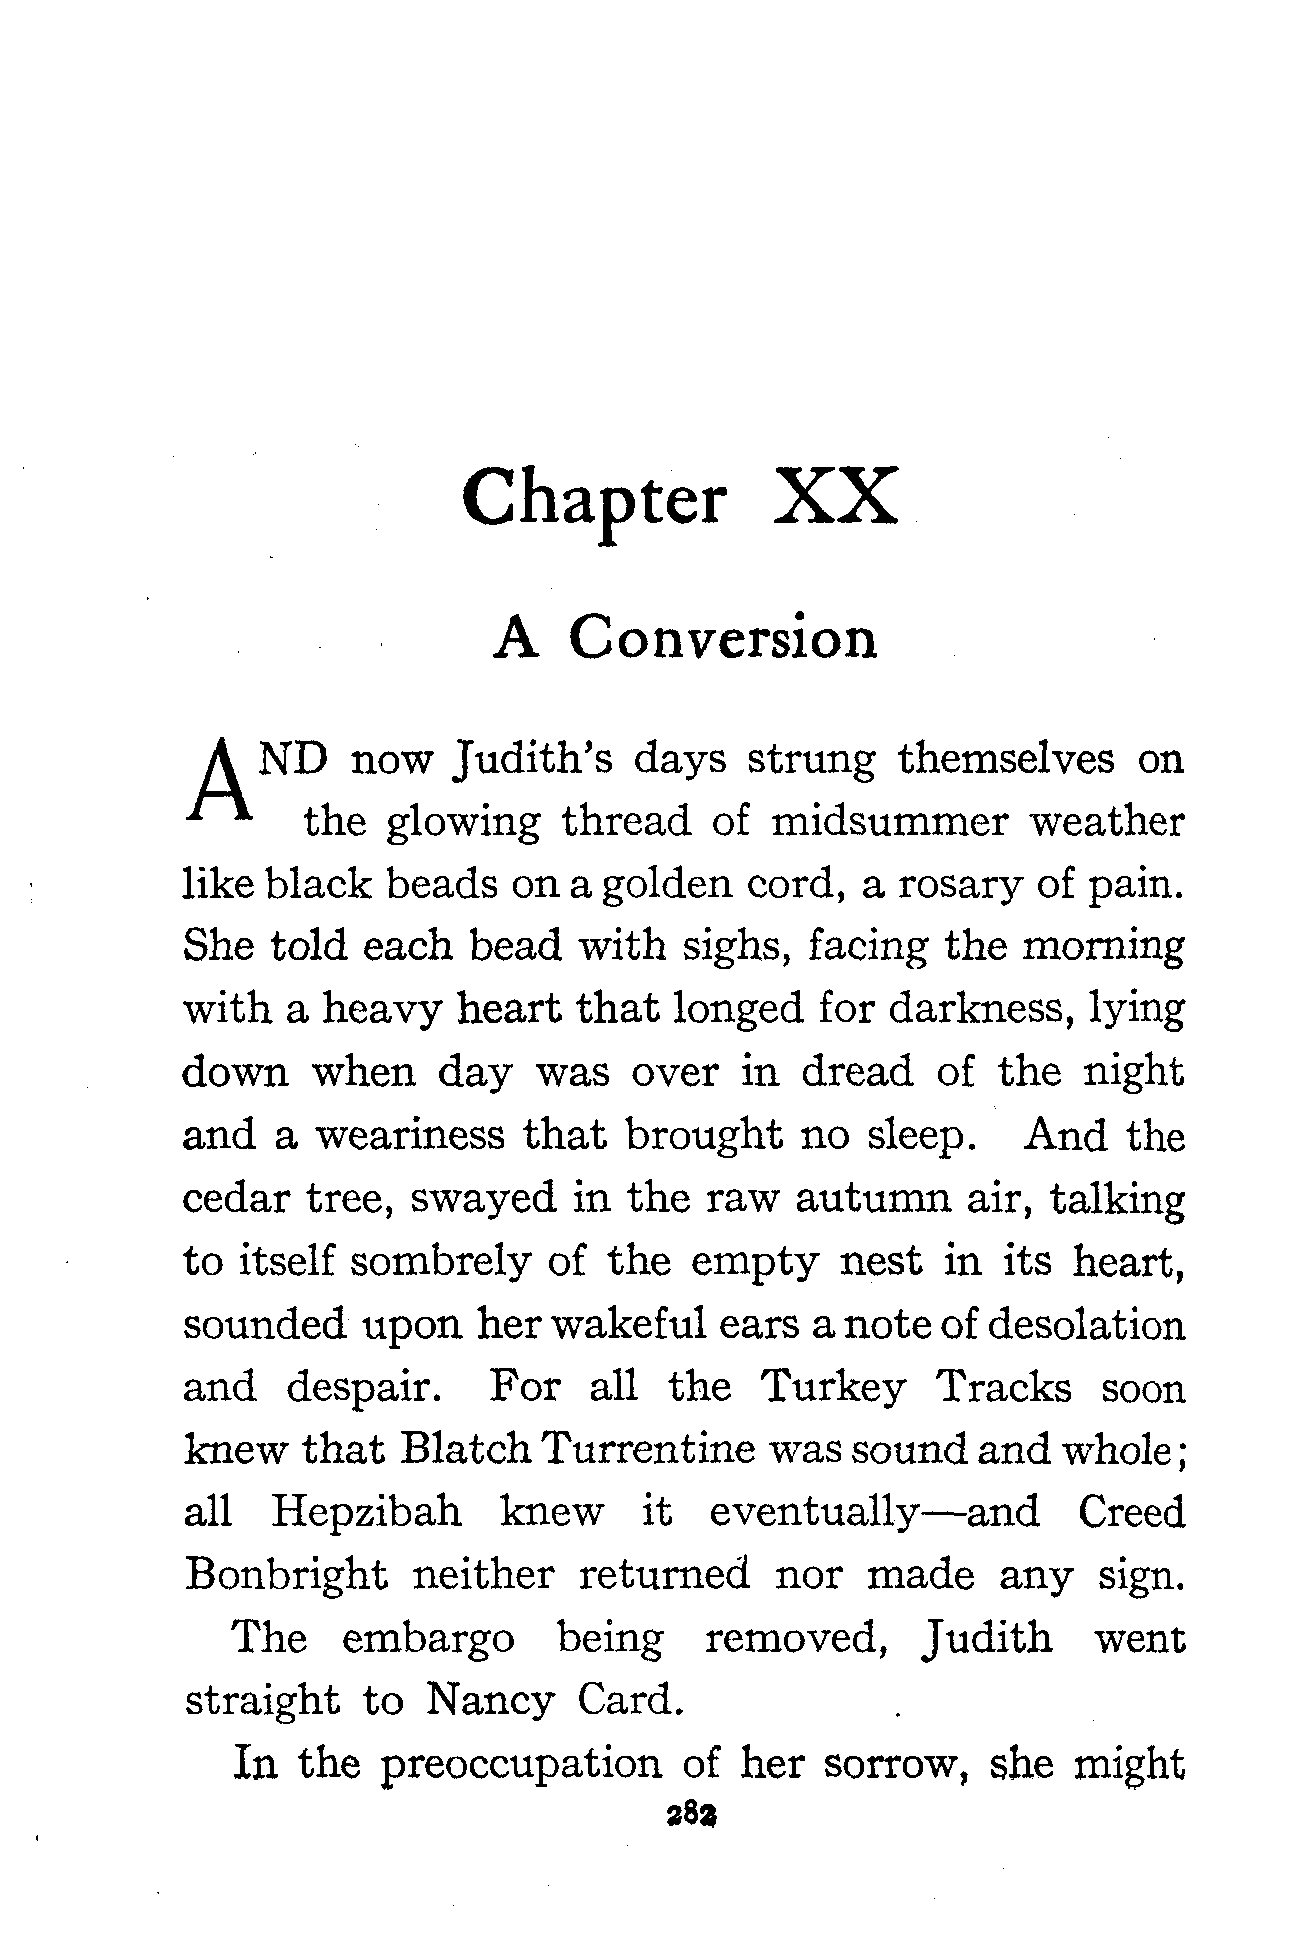 Chapter XX
A Conversion
AND now Judith's days strung themselves on
the glowing thread of midsummer weather
like black beads on a golden cord, a rosary of pain.
She told each bead with sighs, facing the morning
with a heavy heart that longed for darkness, lying
down when day was over in dread of the night
and a weariness that brought no sleep. And the
cedar tree, swayed in the raw autumn air, talking
to itself sombrely of the empty nest in its heart,
sounded upon her wakeful ears a note of desolation
and despair. For all the Turkey Tracks soon
knew that Blatch Turrentine was sound and whole;
all Hepzibah knew it eventually—and Creed
Bonbright neither returned nor made any sign.
The embargo being removed, Judith went
straight to Nancy Card.
In the preoccupation of her sorrow, she might
282